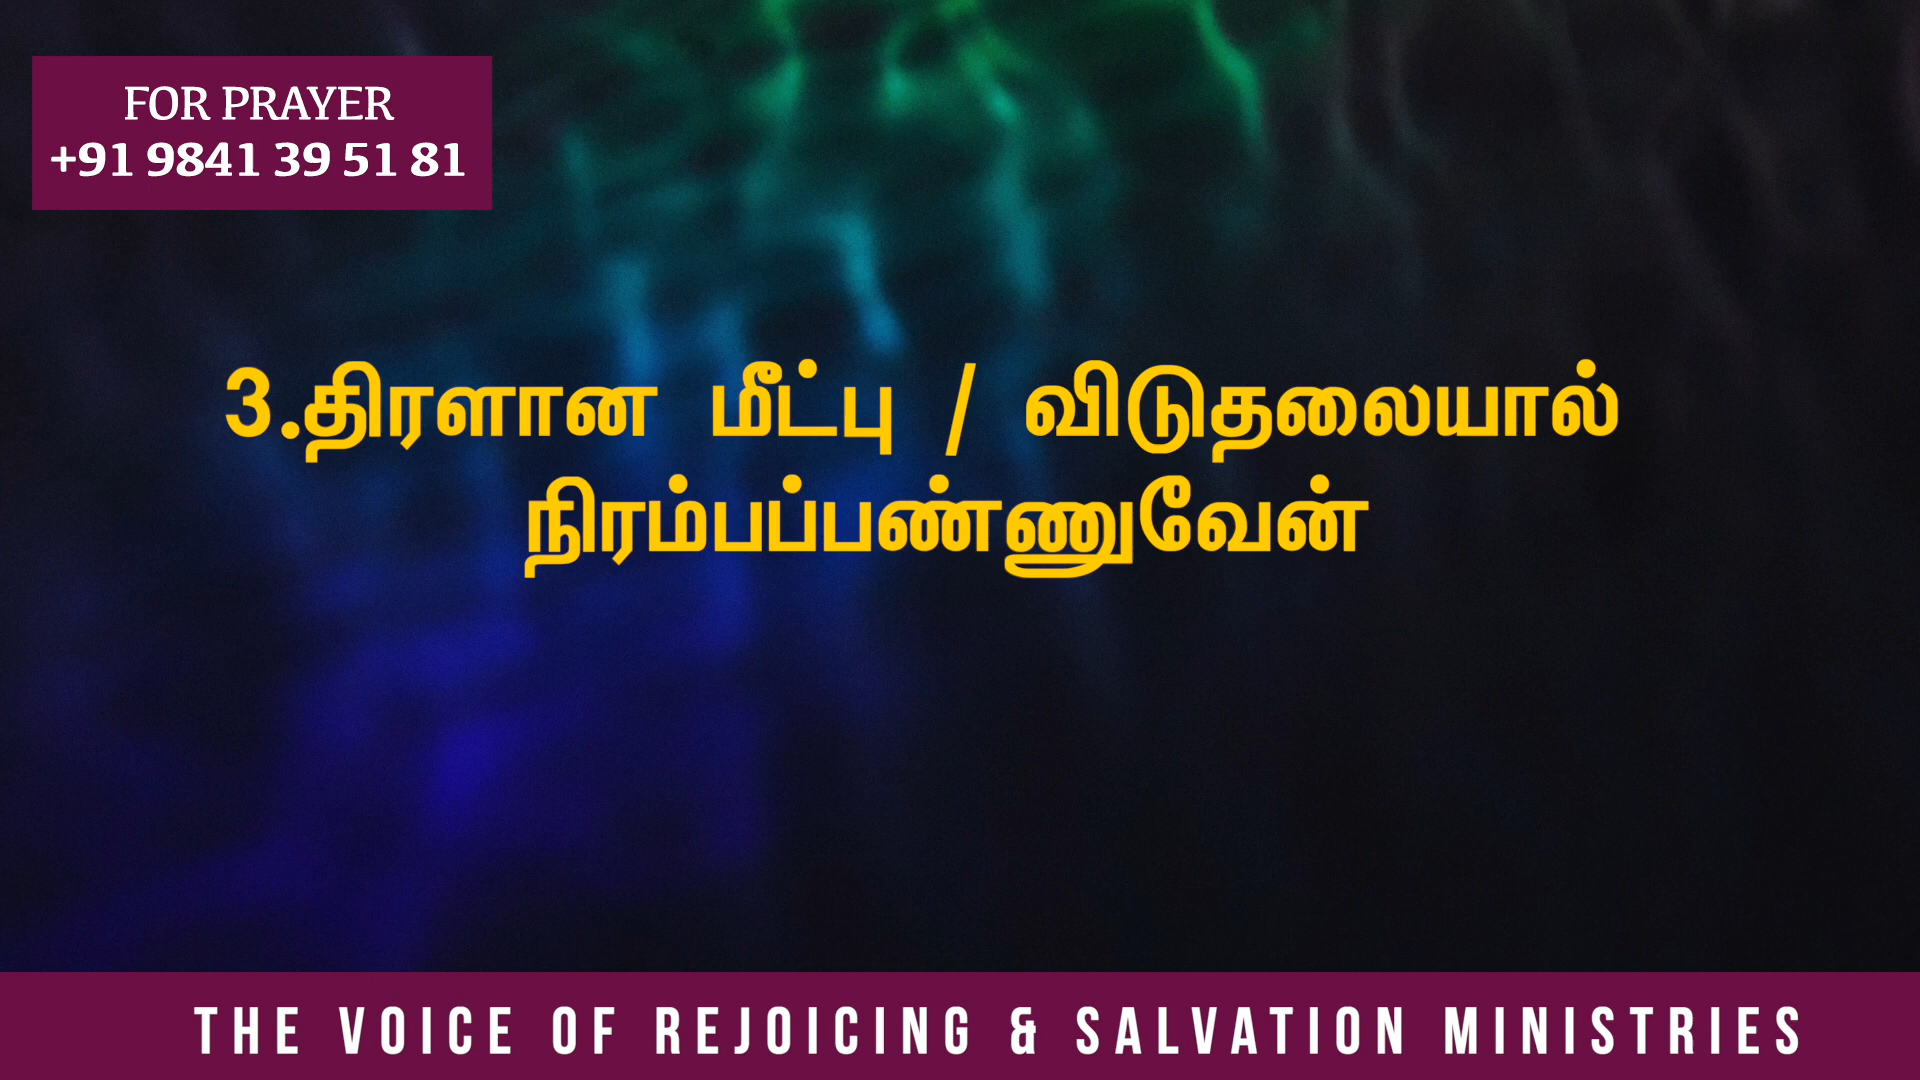 FOR PRAYER
+91 9841 39 51 81
3.திரளான மீட்பு / விடுதலையால்
நிரம்பப்பண்ணுவேன்
THE VOICE OF REJOICING & SALVATION MINISTRIES